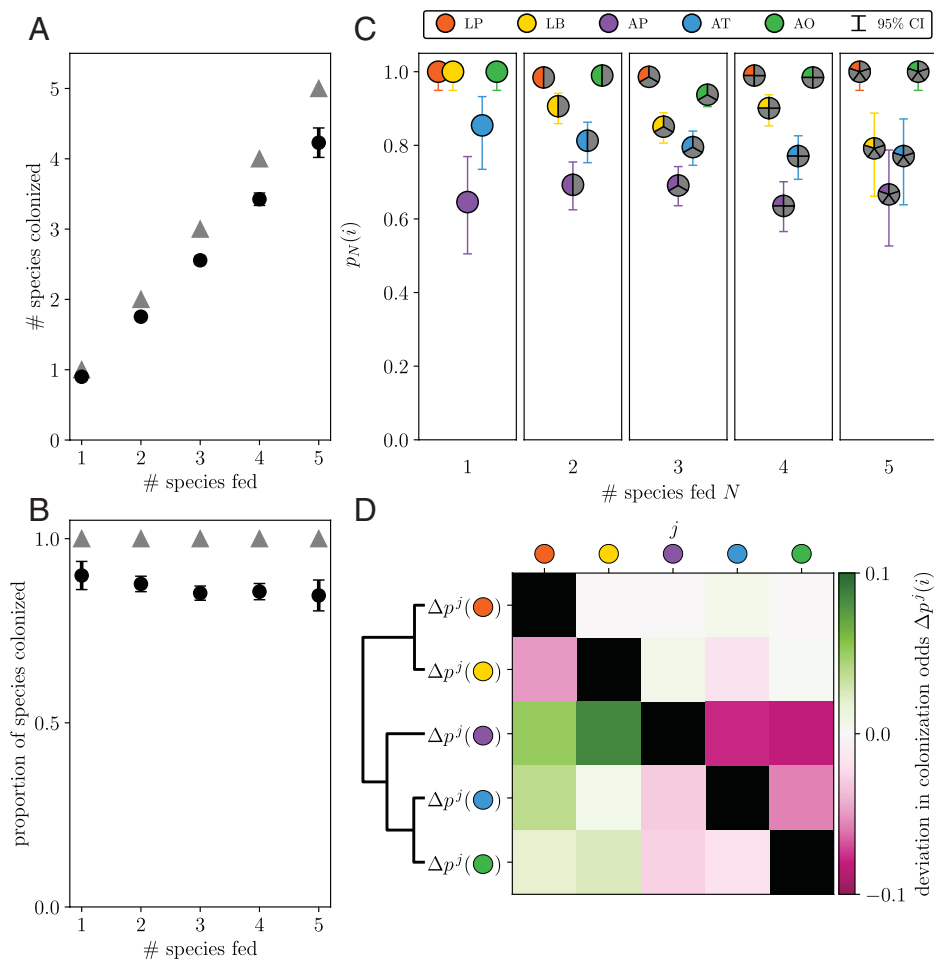 A
# species colonized
5
4
3
2
1
0
1 2 3 4 5
# species fed
B
proportion of species colonized
1.0
0.5
0.0
1 2 3 4 5
# species fed
LP LB AP AT AO 95% CI
C
p_N(i)
1.0
0.8
0.6
0.4
0.2
0.0
1 2 3 4 5
# species fed N
D
j
Δp^j( )
Δp^j( )
Δp^j( )
Δp^j( )
Δp^j( )
0.1
0.0
−0.1
deviation in colonization odds Δp^j(i)